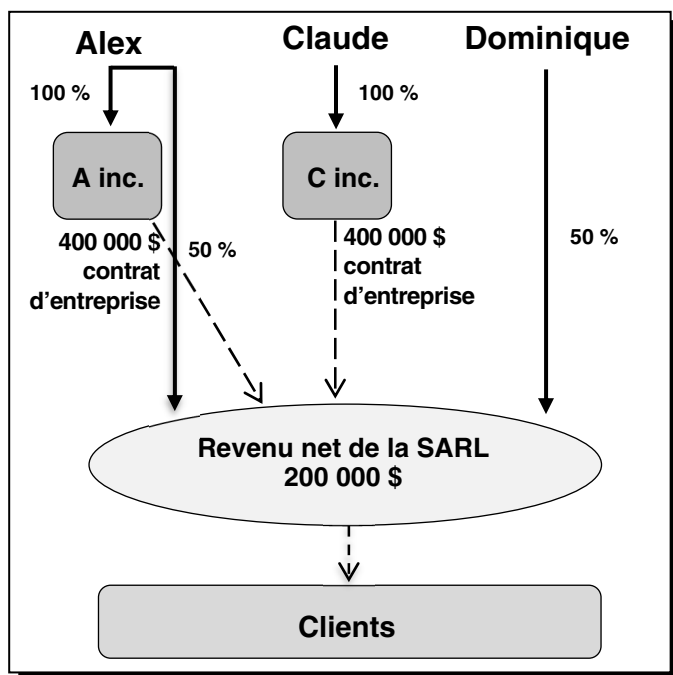 Alex
Claude
Dominique
100 %
100 %
A inc.
C inc.
400 000 $
contrat
d'entreprise
50 %
400 000 $
contrat
d'entreprise
50 %
Revenu net de la SARL
200 000 $
Clients